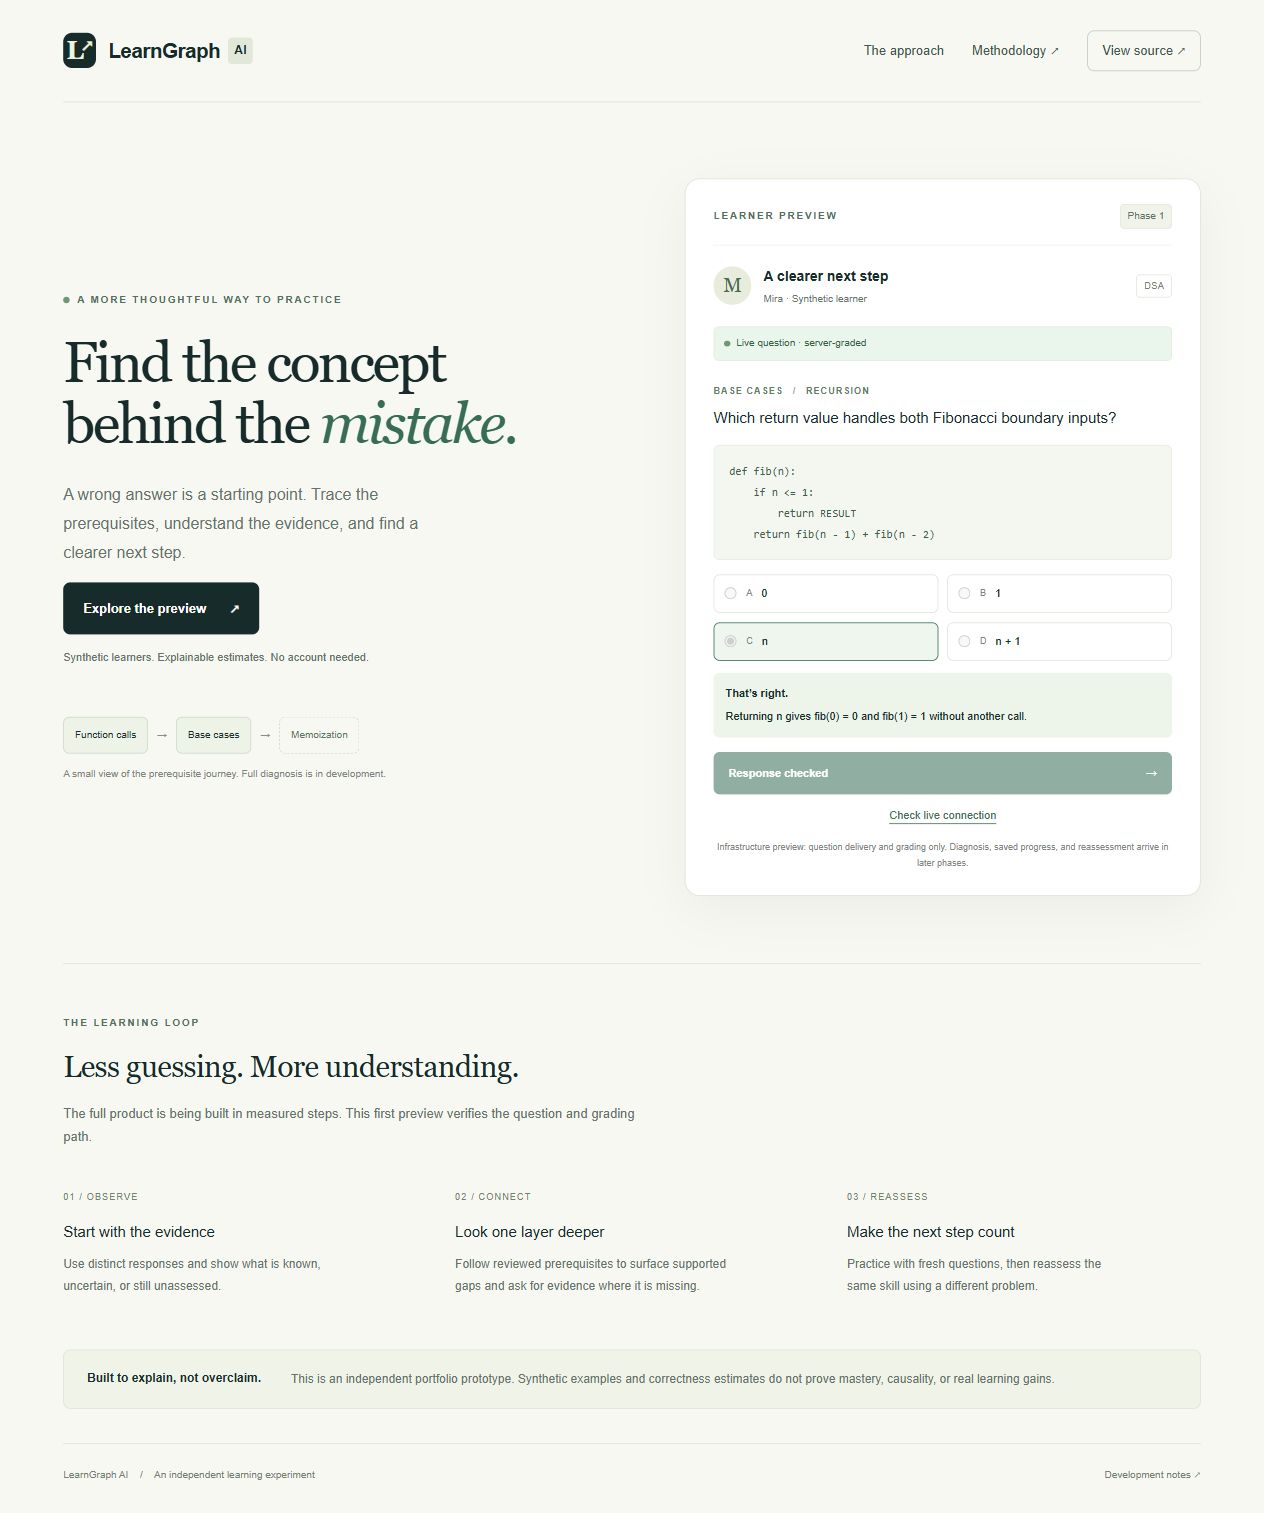 LearnGraph AI
The approach
Methodology ↗
View source ↗
A MORE THOUGHTFUL WAY TO PRACTICE
Find the concept
behind the mistake.
A wrong answer is a starting point. Trace the
prerequisites, understand the evidence, and find a
clearer next step.
Explore the preview ↗
Synthetic learners. Explainable estimates. No account needed.
Function calls → Base cases → Memoization
A small view of the prerequisite journey. Full diagnosis is in development.
LEARNER PREVIEW
Phase 1
M
A clearer next step
Mira · Synthetic learner
DSA
Live question · server-graded
BASE CASES / RECURSION
Which return value handles both Fibonacci boundary inputs?
def fib(n):
    if n <= 1:
        return RESULT
    return fib(n - 1) + fib(n - 2)
A 0
B 1
C n
D n + 1
That's right.
Returning n gives fib(0) = 0 and fib(1) = 1 without another call.
Response checked →
Check live connection
Infrastructure preview: question delivery and grading only. Diagnosis, saved progress, and reassessment arrive in
later phases.
THE LEARNING LOOP
Less guessing. More understanding.
The full product is being built in measured steps. This first preview verifies the question and grading
path.
01 / OBSERVE
Start with the evidence
Use distinct responses and show what is known,
uncertain, or still unassessed.
02 / CONNECT
Look one layer deeper
Follow reviewed prerequisites to surface supported
gaps and ask for evidence where it is missing.
03 / REASSESS
Make the next step count
Practice with fresh questions, then reassess the
same skill using a different problem.
Built to explain, not overclaim.
This is an independent portfolio prototype. Synthetic examples and correctness estimates do not prove mastery, causality, or real learning gains.
LearnGraph AI / An independent learning experiment
Development notes ↗